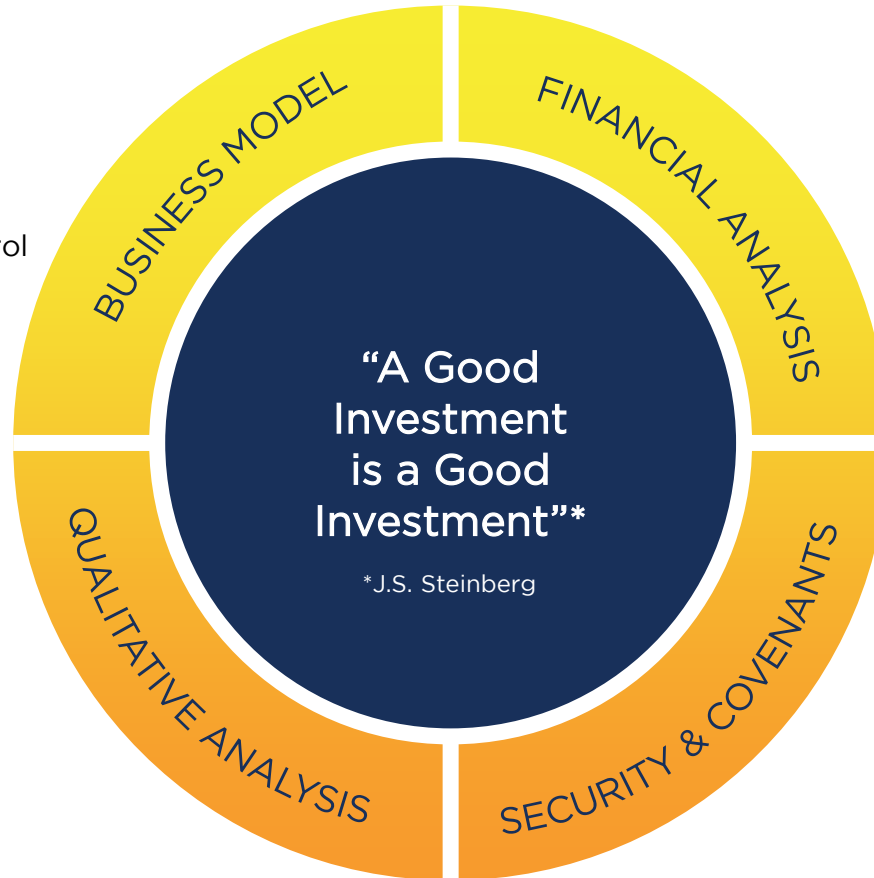 BUSINESS MODEL
FINANCIAL ANALYSIS
“A Good
Investment
is a Good
Investment”*
*J.S. Steinberg
QUALITATIVE ANALYSIS
SECURITY & COVENANTS